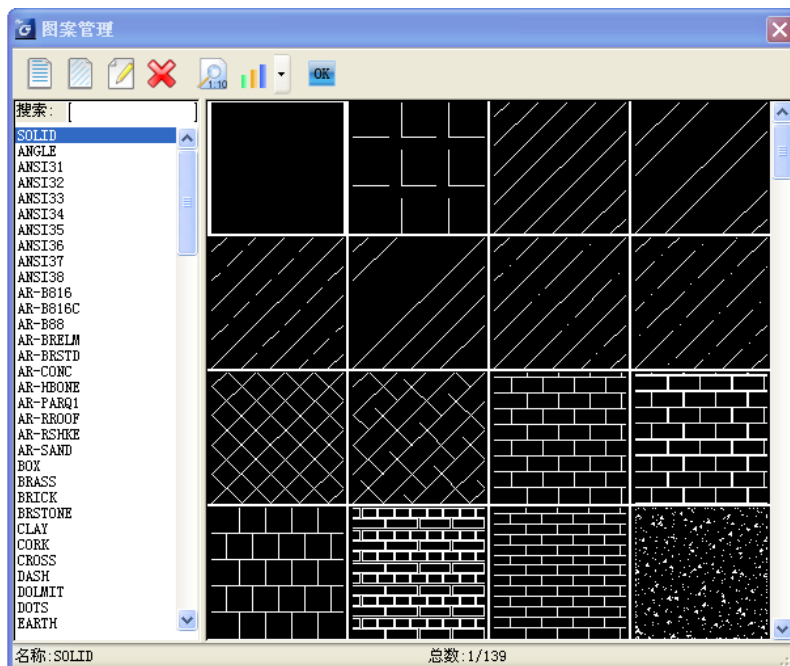 图案管理
1:10
OK
搜索: [ ]
SOLID
ANGLE
ANSI31
ANSI32
ANSI33
ANSI34
ANSI35
ANSI36
ANSI37
ANSI38
AR-B816
AR-B816C
AR-B88
AR-BRELM
AR-BRSTD
AR-CONC
AR-HBONE
AR-PARQ1
AR-RROOF
AR-RSHKE
AR-SAND
BOX
BRASS
BRICK
BRSTONE
CLAY
CORK
CROSS
DASH
DOLMIT
DOTS
EARTH
名称:SOLID
总数:1/139